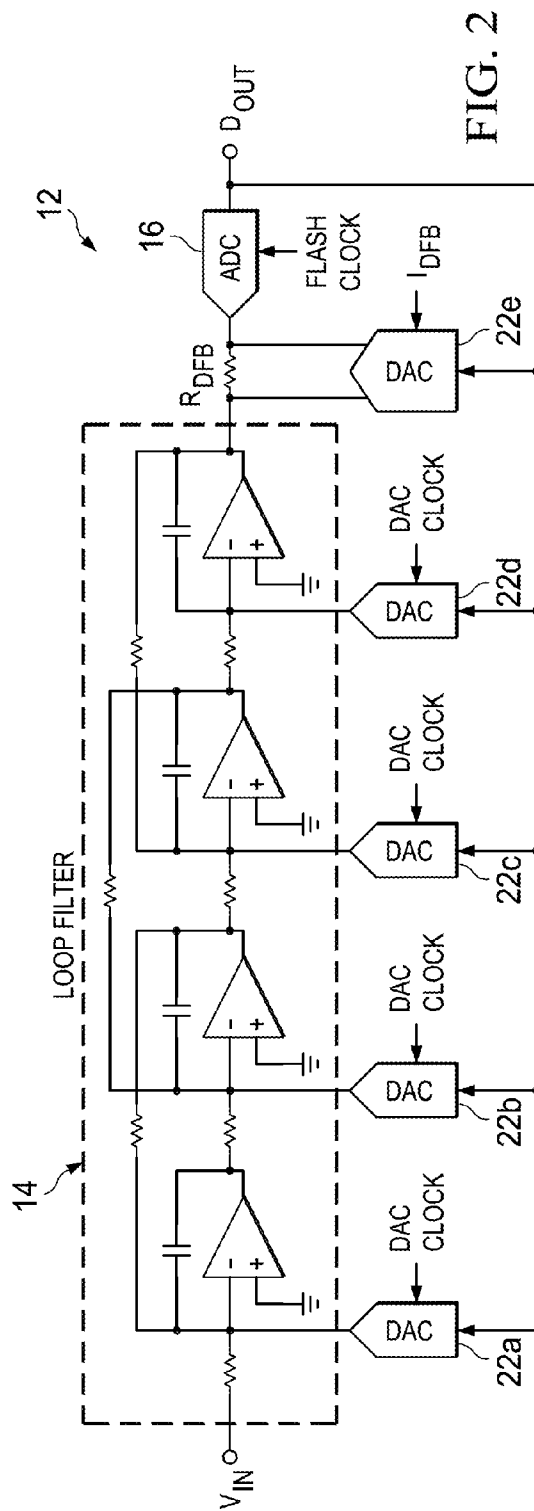 12
14
LOOP FILTER
V_IN
R_DFB
16
ADC
D_OUT
FLASH
CLOCK
I_DFB
- +
- +
- +
- +
DAC
CLOCK
DAC
CLOCK
DAC
CLOCK
DAC
CLOCK
DAC
DAC
DAC
DAC
DAC
22a
22b
22c
22d
22e
FIG. 2